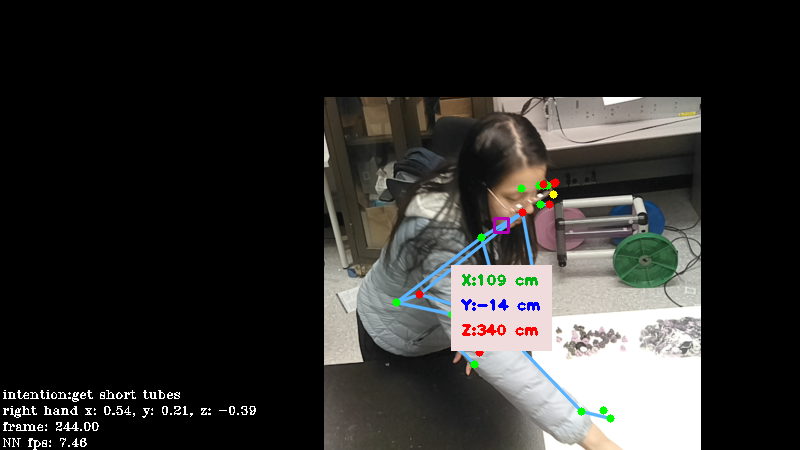 X:109 cm
Y:-14 cm
Z:340 cm
intention:get short tubes
right hand x: 0.54, y: 0.21, z: -0.39
frame: 244.00
NN fps: 7.46